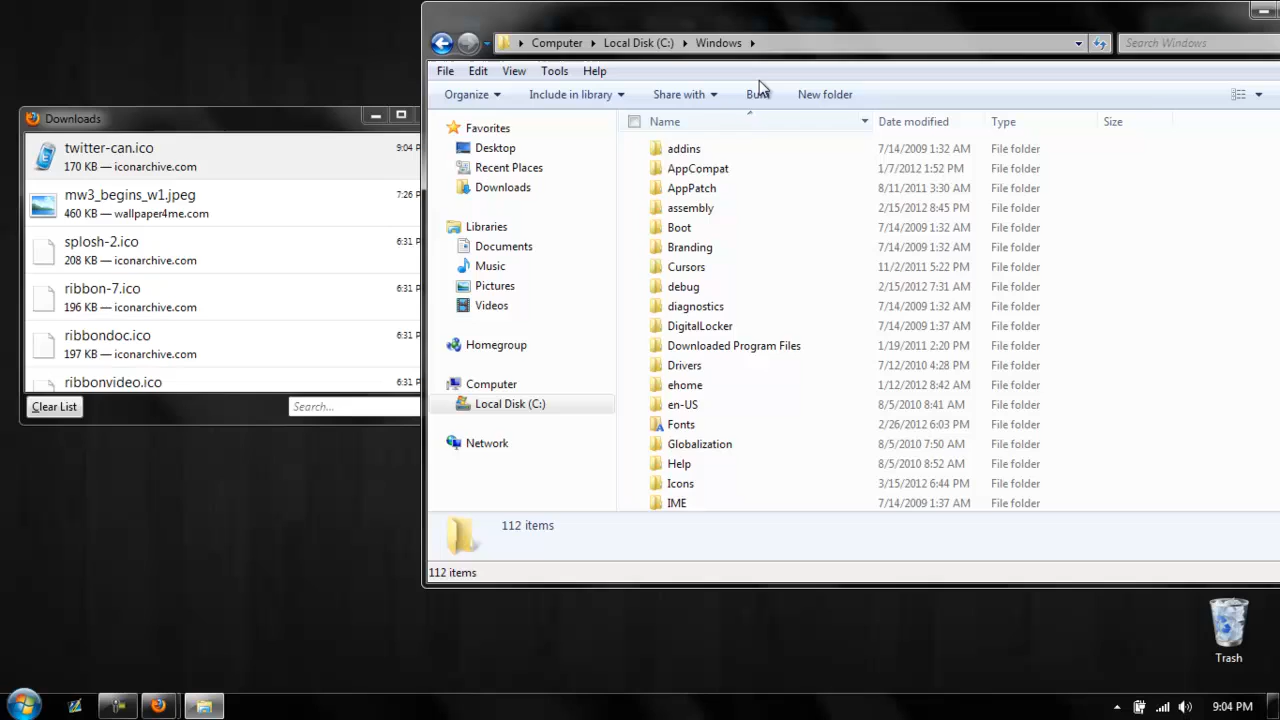 Computer Local Disk (C:) Windows Search Windows
File Edit View Tools Help
Organize Include in library Share with Burn New folder
Downloads
twitter-can.ico 9:04 P
170 KB — iconarchive.com
mw3_begins_w1.jpeg 7:26 P
460 KB — wallpaper4me.com
splosh-2.ico 6:31 P
208 KB — iconarchive.com
ribbon-7.ico 6:31 P
196 KB — iconarchive.com
ribbondoc.ico 6:31 P
197 KB — iconarchive.com
ribbonvideo.ico 6:31 P
Clear List Search...
Favorites
Desktop
Recent Places
Downloads
Libraries
Documents
Music
Pictures
Videos
Homegroup
Computer
Local Disk (C:)
Network
Name Date modified Type Size
addins 7/14/2009 1:32 AM File folder
AppCompat 1/7/2012 1:52 PM File folder
AppPatch 8/11/2011 3:30 AM File folder
assembly 2/15/2012 8:45 PM File folder
Boot 7/14/2009 1:32 AM File folder
Branding 7/14/2009 1:32 AM File folder
Cursors 11/2/2011 5:22 PM File folder
debug 2/15/2012 7:31 AM File folder
diagnostics 7/14/2009 1:32 AM File folder
DigitalLocker 7/14/2009 1:37 AM File folder
Downloaded Program Files 1/19/2011 2:20 PM File folder
Drivers 7/12/2010 4:28 PM File folder
ehome 1/12/2012 8:42 AM File folder
en-US 8/5/2010 8:41 AM File folder
Fonts 2/26/2012 6:03 PM File folder
Globalization 8/5/2010 7:50 AM File folder
Help 8/5/2010 8:52 AM File folder
Icons 3/15/2012 6:44 PM File folder
IME 7/14/2009 1:37 AM File folder
112 items
112 items
Trash
9:04 PM